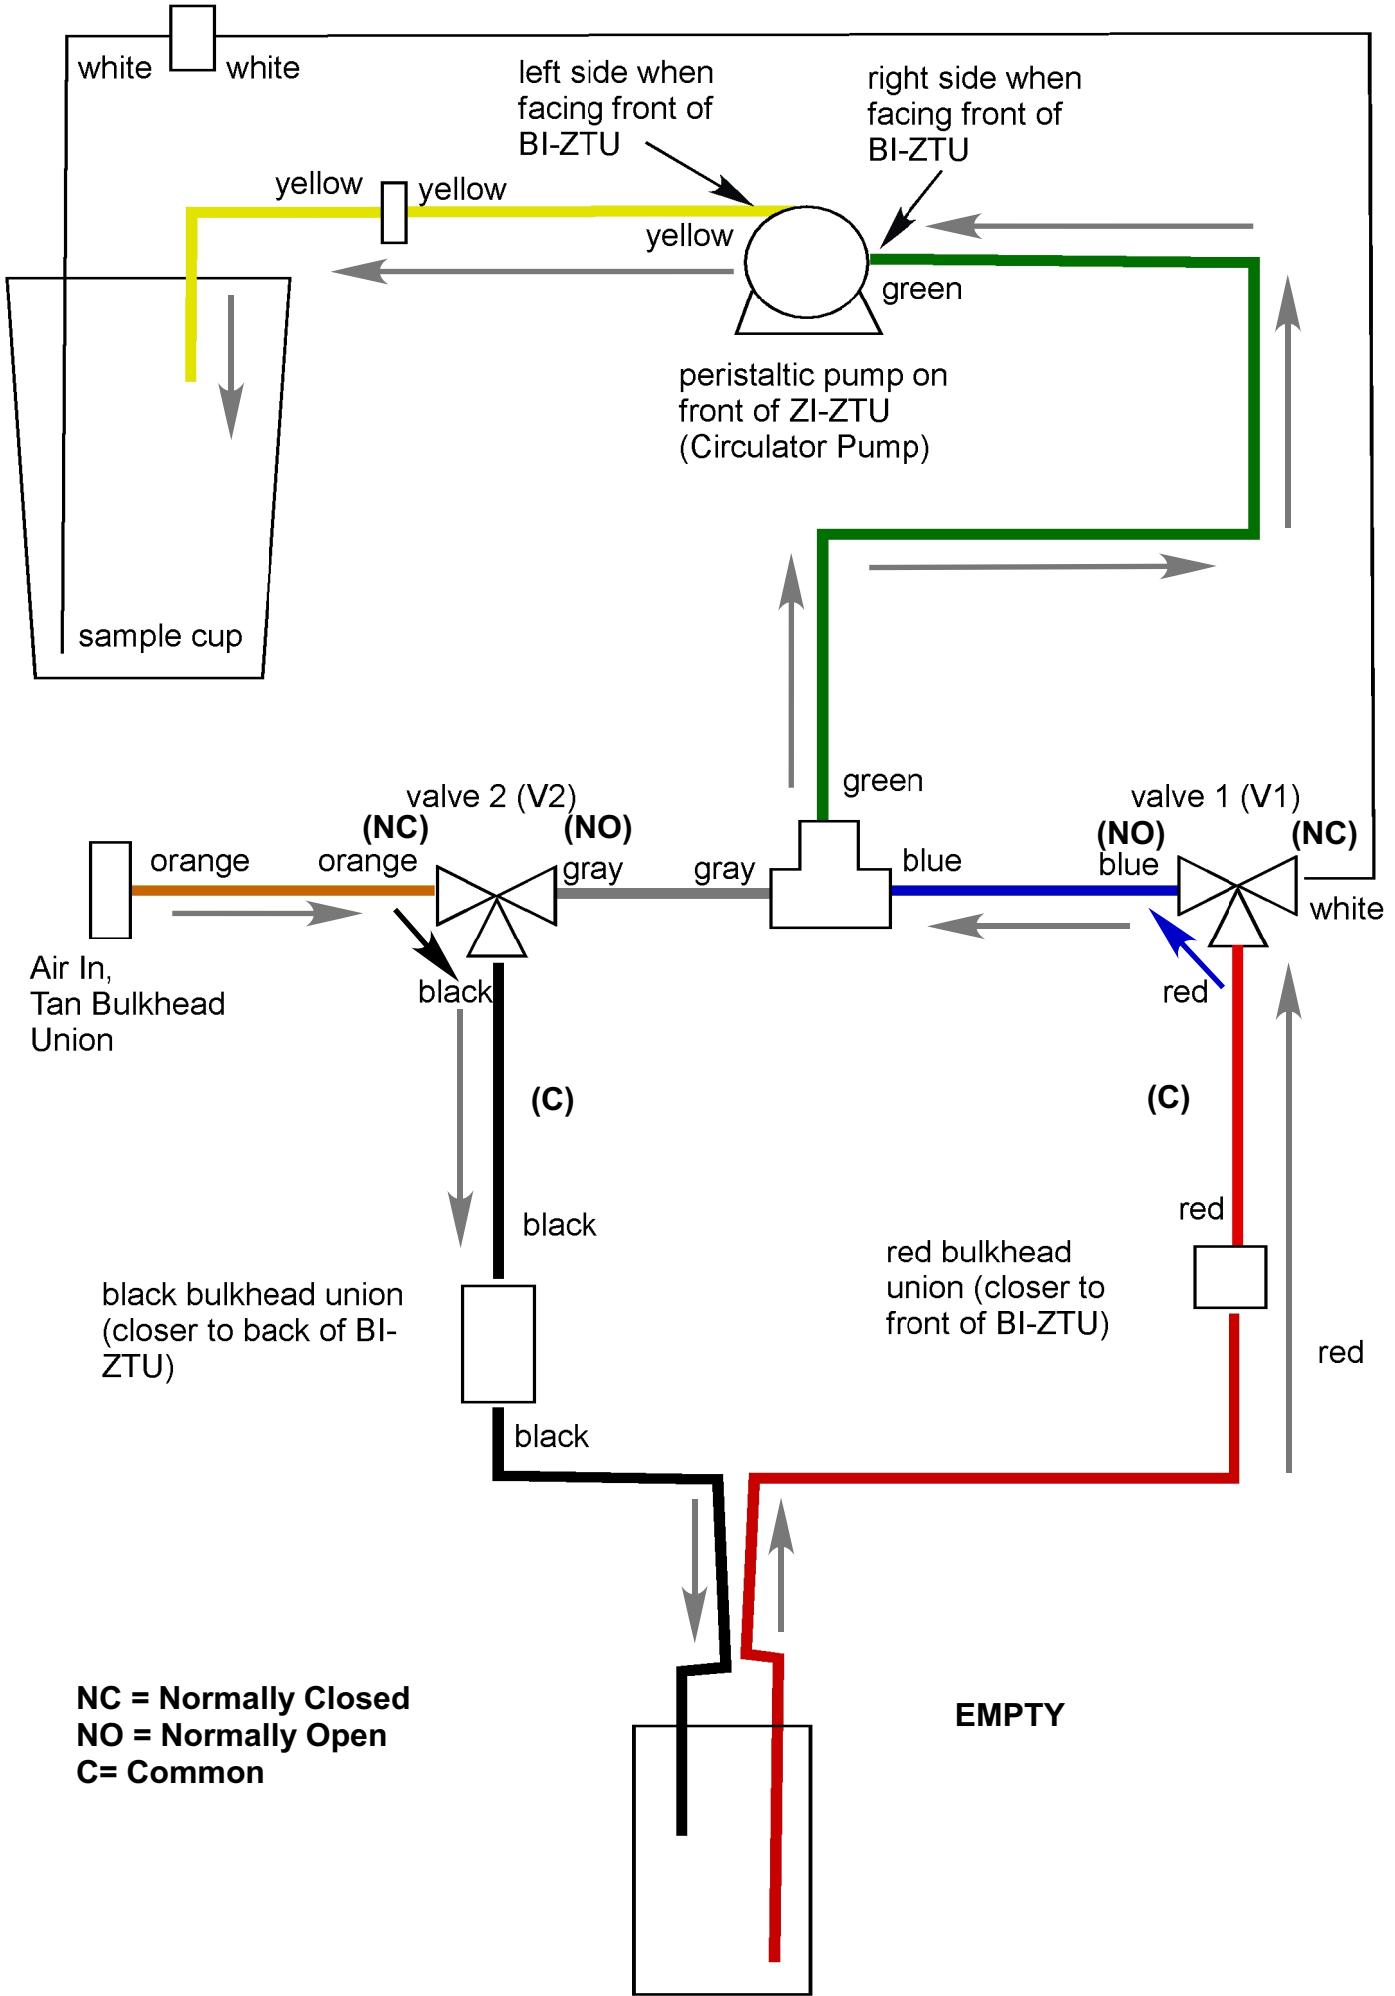 white
white
left side when
facing front of
BI-ZTU
right side when
facing front of
BI-ZTU
yellow
yellow
yellow
green
peristaltic pump on
front of ZI-ZTU
(Circulator Pump)
sample cup
green
valve 2 (V2)
(NC)
(NO)
valve 1 (V1)
(NO)
(NC)
orange
orange
gray
gray
blue
blue
white
Air In,
Tan Bulkhead
Union
black
red
(C)
(C)
black
red
black bulkhead union
(closer to back of BI-
ZTU)
red bulkhead
union (closer to
front of BI-ZTU)
red
black
NC = Normally Closed
NO = Normally Open
C= Common
EMPTY